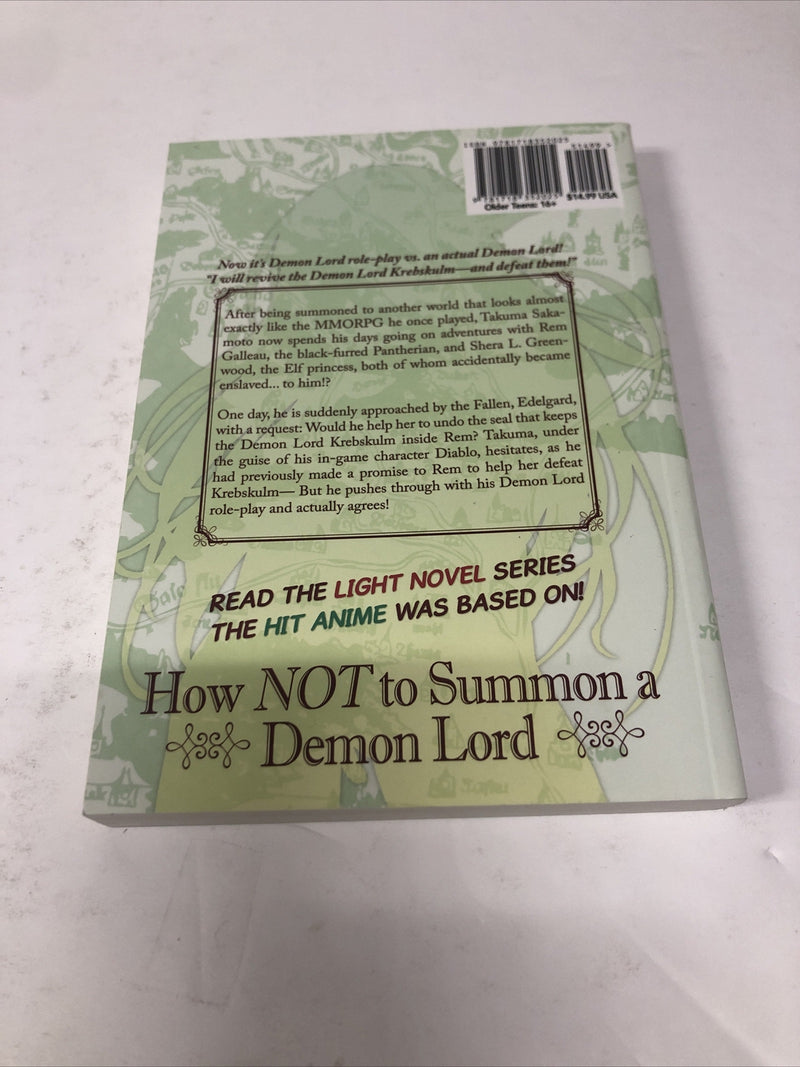 Older Teens: 16+
$14.99 USA
Now it's Demon Lord role-play vs. an actual Demon Lord!
"I will revive the Demon Lord Krebskulm—and defeat them!"
After being summoned to another world that looks almost
exactly like the MMORPG he once played, Takuma Saka-
moto now spends his days going on adventures with Rem
Galleau, the black-furred Pantherian, and Shera L. Green-
wood, the Elf princess, both of whom accidentally became
enslaved... to him!?
One day, he is suddenly approached by the Fallen, Edelgard,
with a request: Would he help her to undo the seal that keeps
the Demon Lord Krebskulm inside Rem? Takuma, under
the guise of his in-game character Diablo, hesitates, as he
had previously made a promise to Rem to help her defeat
Krebskulm— But he pushes through with his Demon Lord
role-play and actually agrees!
READ THE LIGHT NOVEL SERIES
THE HIT ANIME WAS BASED ON!
How NOT to Summon a
Demon Lord